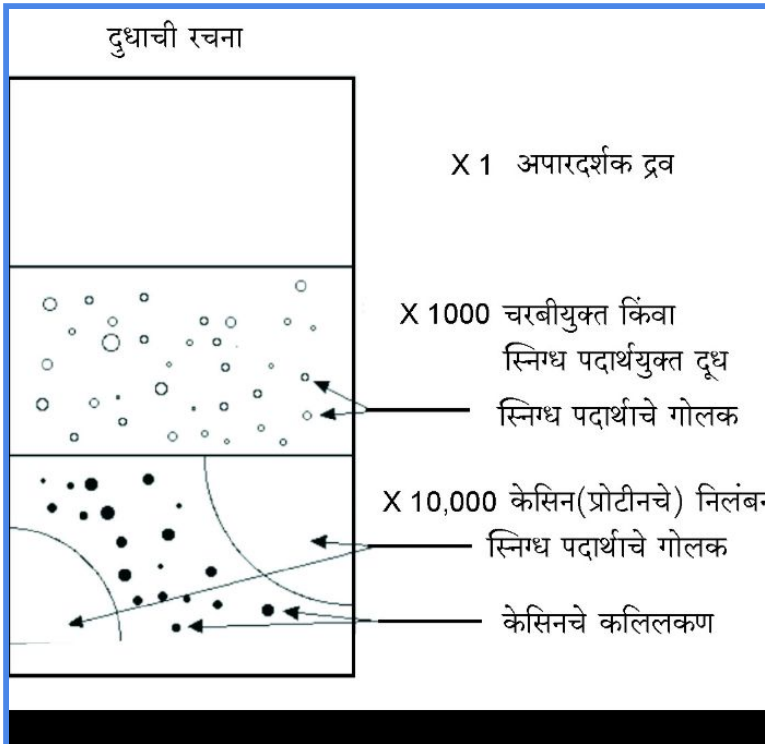 दुधाची रचना
X 1 अपारदर्शक द्रव
X 1000 चरबीयुक्त किंवा
स्निग्ध पदार्थयुक्त दूध
स्निग्ध पदार्थाचे गोलक
X 10,000 केसिन(प्रोटीनचे) निलंबन
स्निग्ध पदार्थाचे गोलक
केसिनचे कलिलकण